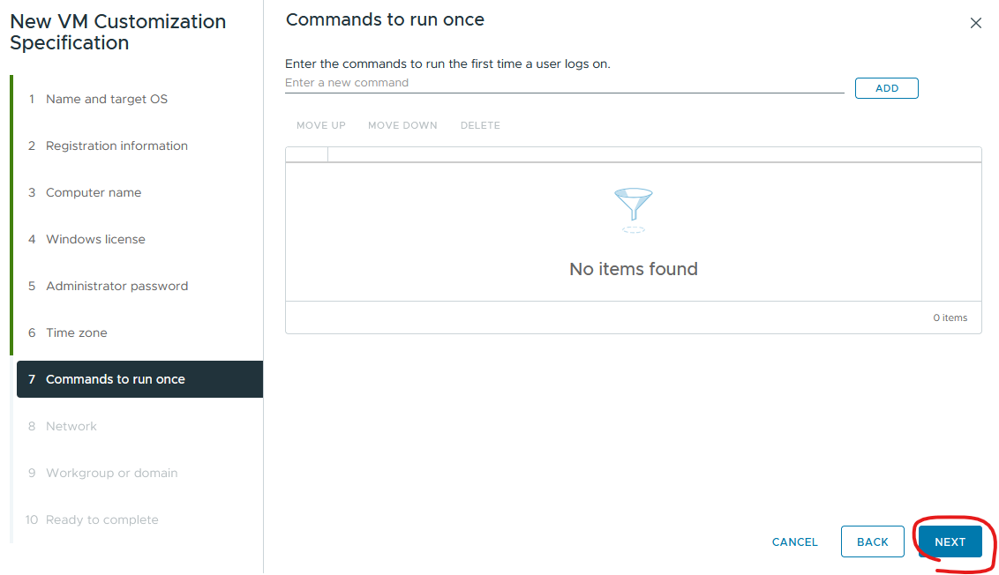 New VM Customization
Specification
1 Name and target OS
2 Registration information
3 Computer name
4 Windows license
5 Administrator password
6 Time zone
7 Commands to run once
8 Network
9 Workgroup or domain
10 Ready to complete
Commands to run once
Enter the commands to run the first time a user logs on.
Enter a new command
ADD
MOVE UP MOVE DOWN DELETE
No items found
0 items
CANCEL BACK NEXT